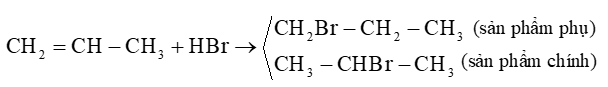 CH₂ = CH – CH₃ + HBr → CH₂Br – CH₂ – CH₃ (sản phẩm phụ)
CH₃ – CHBr – CH₃ (sản phẩm chính)